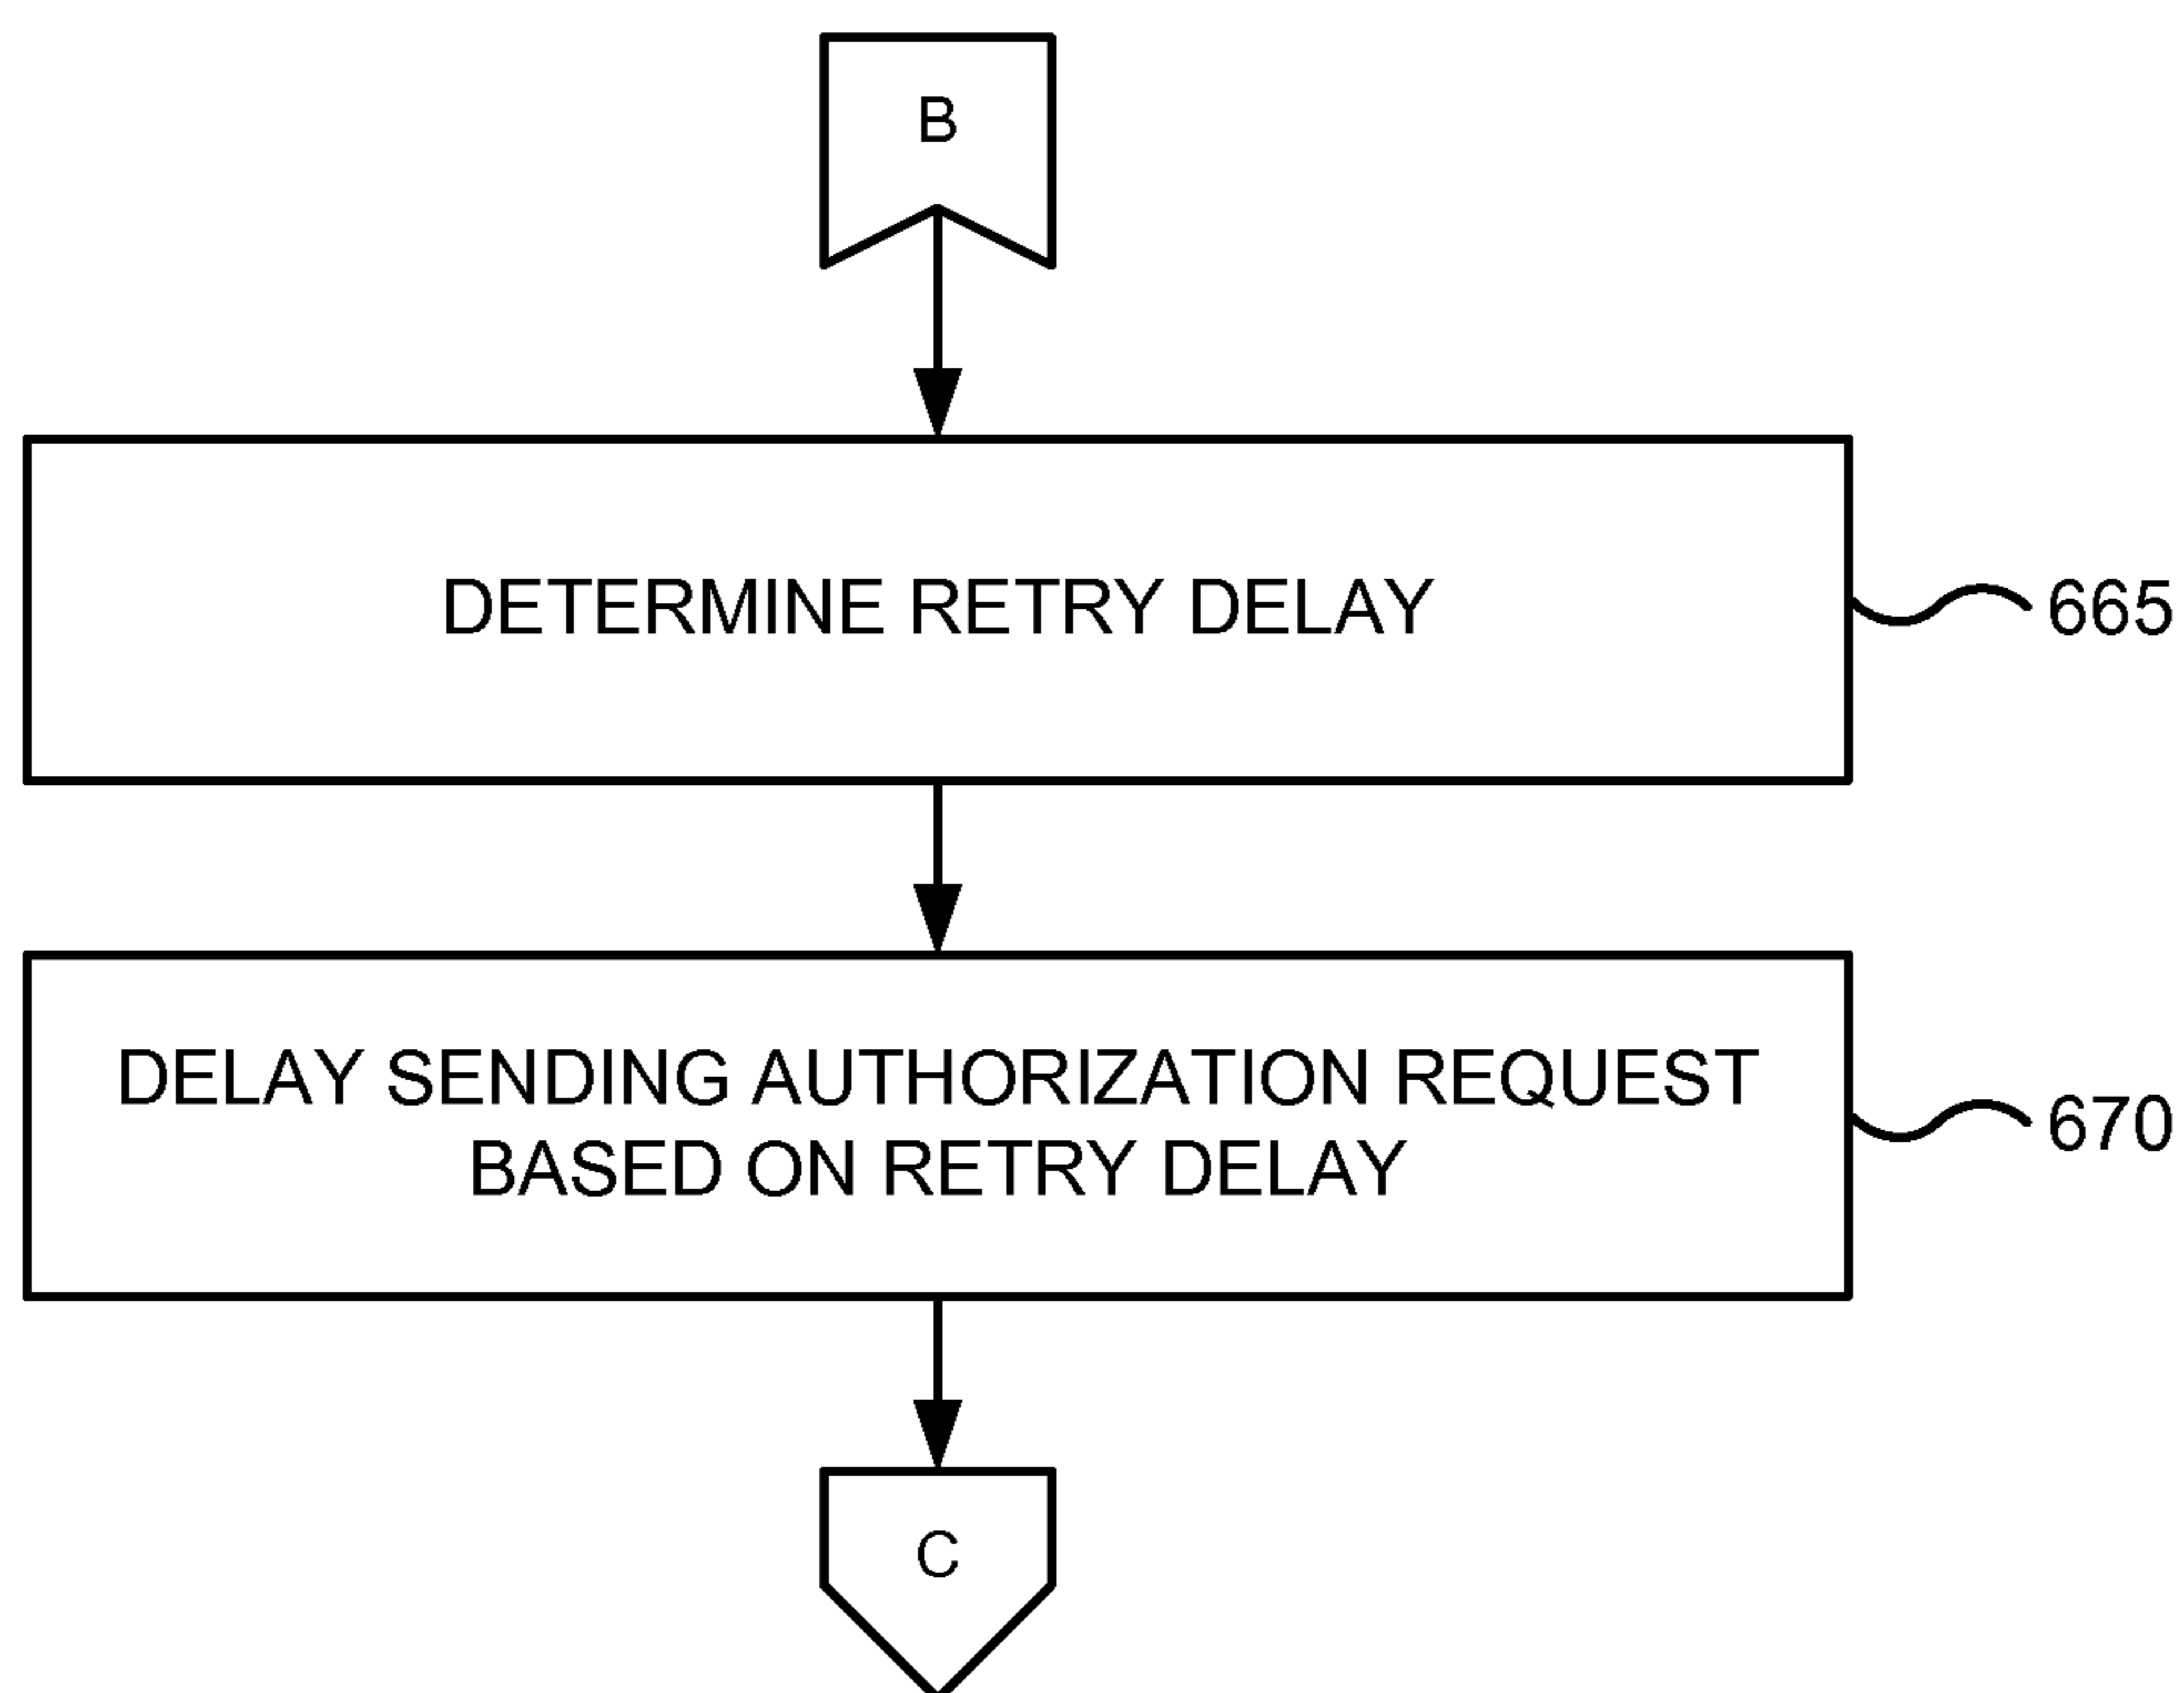 B
DETERMINE RETRY DELAY
665
DELAY SENDING AUTHORIZATION REQUEST
BASED ON RETRY DELAY
670
C